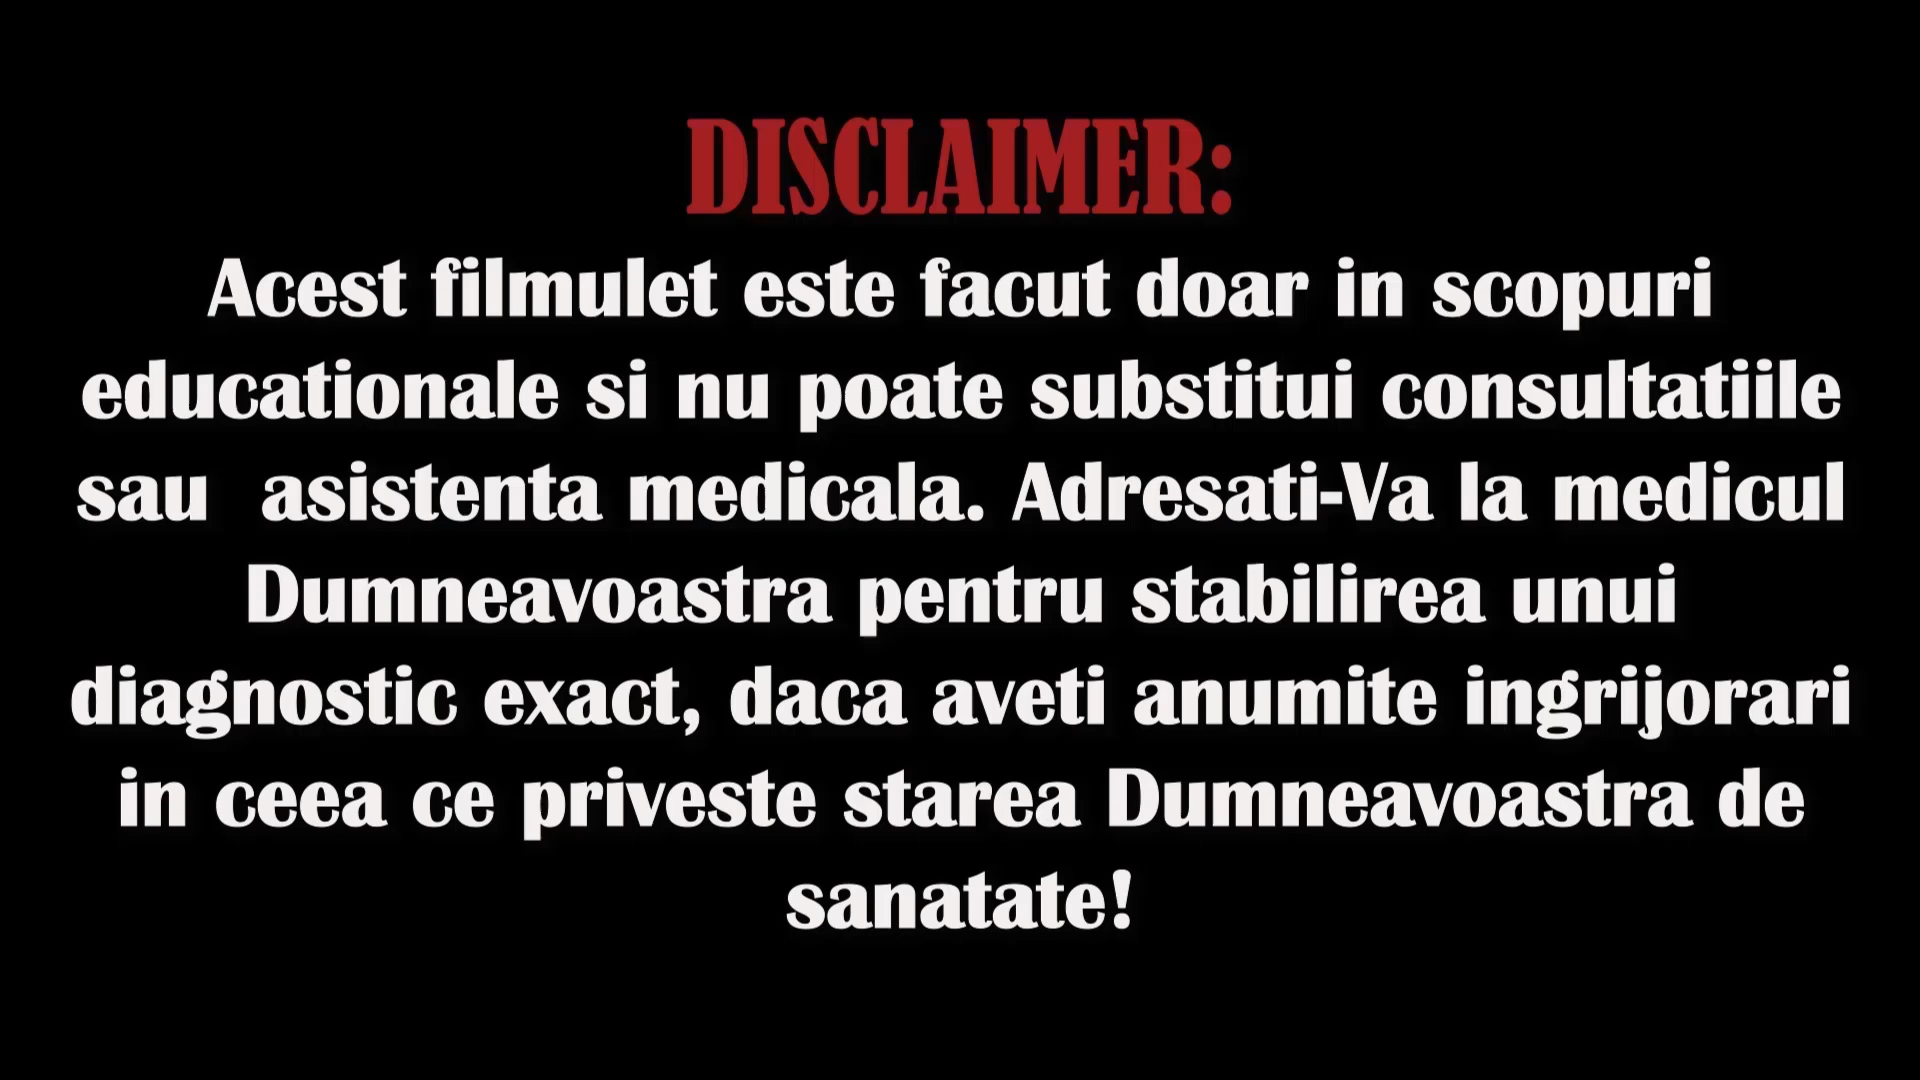 DISCLAIMER:
Acest filmulet este facut doar in scopuri
educationale si nu poate substitui consultatiile
sau  asistenta medicala. Adresati-Va la medicul
Dumneavoastra pentru stabilirea unui
diagnostic exact, daca aveti anumite ingrijorari
in ceea ce priveste starea Dumneavoastra de
sanatate!